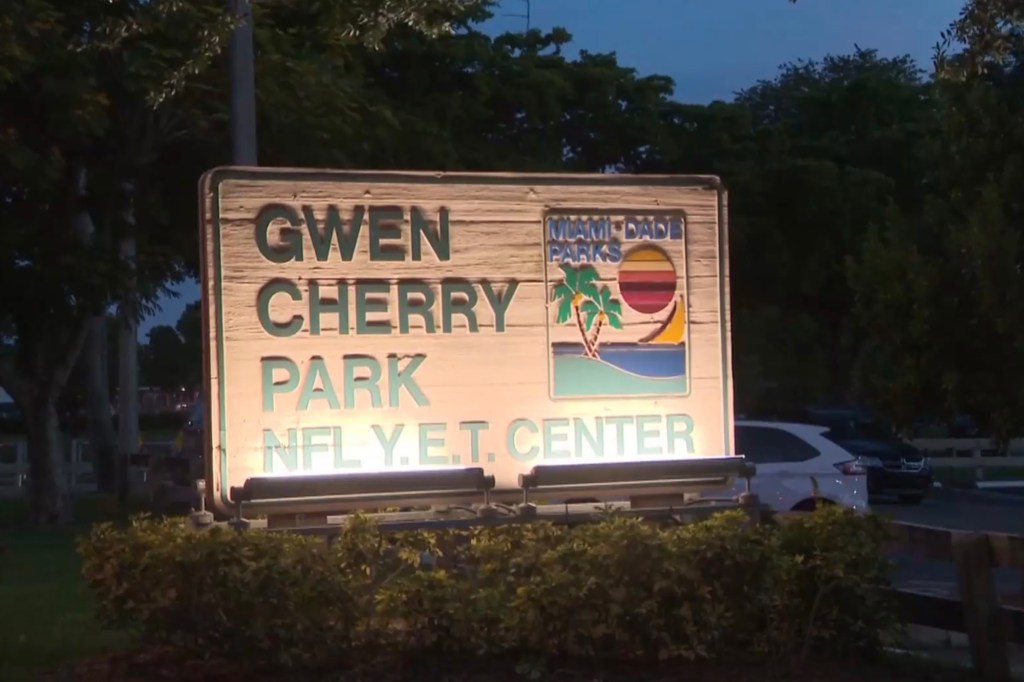 GWEN
CHERRY
PARK
NFL Y.E.T. CENTER
MIAMI-DADE
PARKS